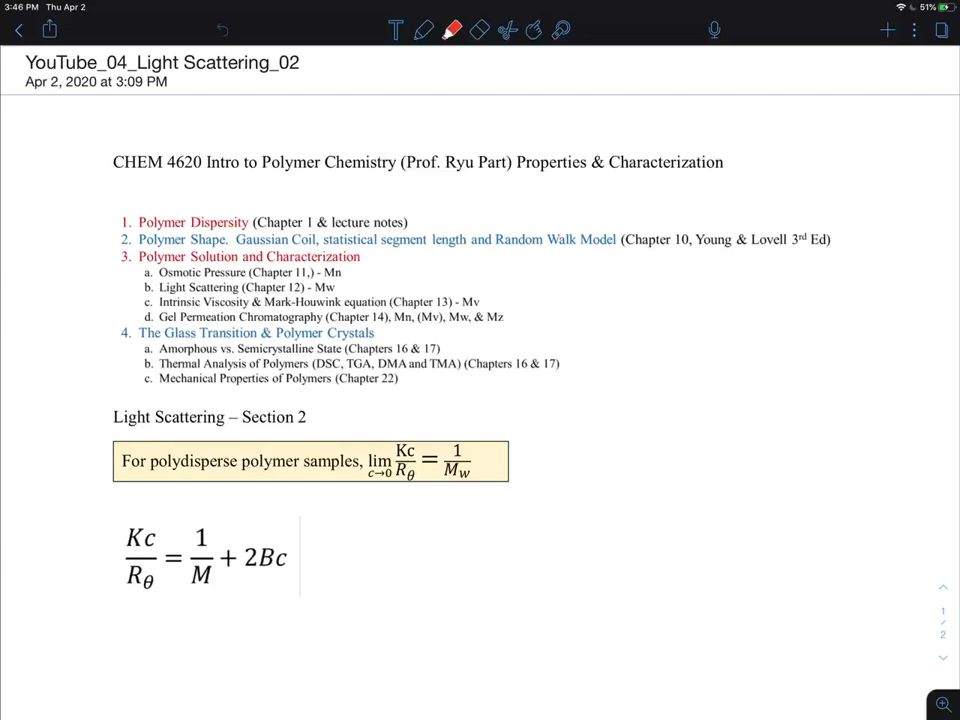 3:46 PM Thu Apr 2
51%
YouTube_04_Light Scattering_02
Apr 2, 2020 at 3:09 PM
CHEM 4620 Intro to Polymer Chemistry (Prof. Ryu Part) Properties & Characterization
1. Polymer Dispersity (Chapter 1 & lecture notes)
2. Polymer Shape. Gaussian Coil, statistical segment length and Random Walk Model (Chapter 10, Young & Lovell 3rd Ed)
3. Polymer Solution and Characterization
a. Osmotic Pressure (Chapter 11,) - Mn
b. Light Scattering (Chapter 12) - Mw
c. Intrinsic Viscosity & Mark-Houwink equation (Chapter 13) - Mv
d. Gel Permeation Chromatography (Chapter 14), Mn, (Mv), Mw, & Mz
4. The Glass Transition & Polymer Crystals
a. Amorphous vs. Semicrystalline State (Chapters 16 & 17)
b. Thermal Analysis of Polymers (DSC, TGA, DMA and TMA) (Chapters 16 & 17)
c. Mechanical Properties of Polymers (Chapter 22)
Light Scattering – Section 2
For polydisperse polymer samples, lim c→0 Kc/Rθ = 1/Mw
Kc/Rθ = 1/M + 2Bc
1
/
2